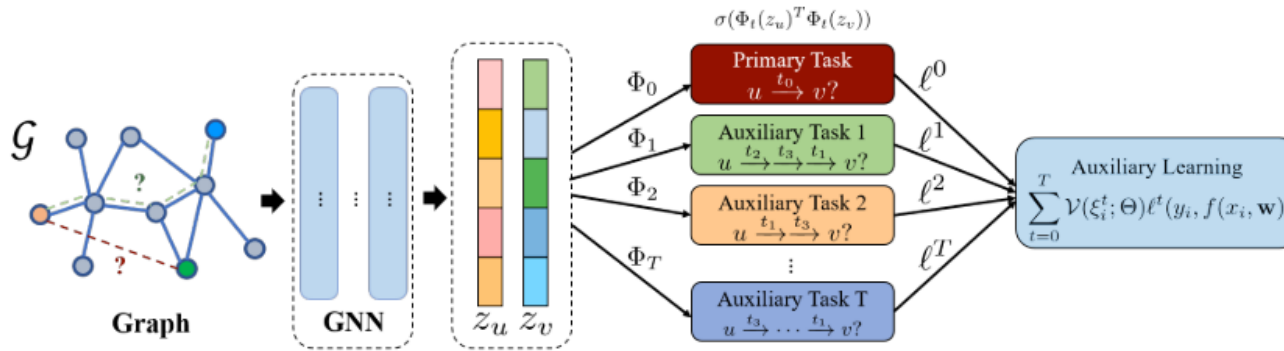 σ(Φ_t(z_u)^T Φ_t(z_v))
𝒢
?
?
Graph
GNN
z_u z_v
Φ_0
Φ_1
Φ_2
Φ_T
Primary Task
u →^{t_0} v?
Auxiliary Task 1
u →^{t_2} →^{t_3} →^{t_1} v?
Auxiliary Task 2
u →^{t_1} →^{t_3} v?
⋮
Auxiliary Task T
u →^{t_3} ⋯ →^{t_1} v?
ℓ^0
ℓ^1
ℓ^2
ℓ^T
Auxiliary Learning
∑_{t=0}^{T} 𝒱(ξ_i^t; Θ)ℓ^t(y_i, f(x_i, w)